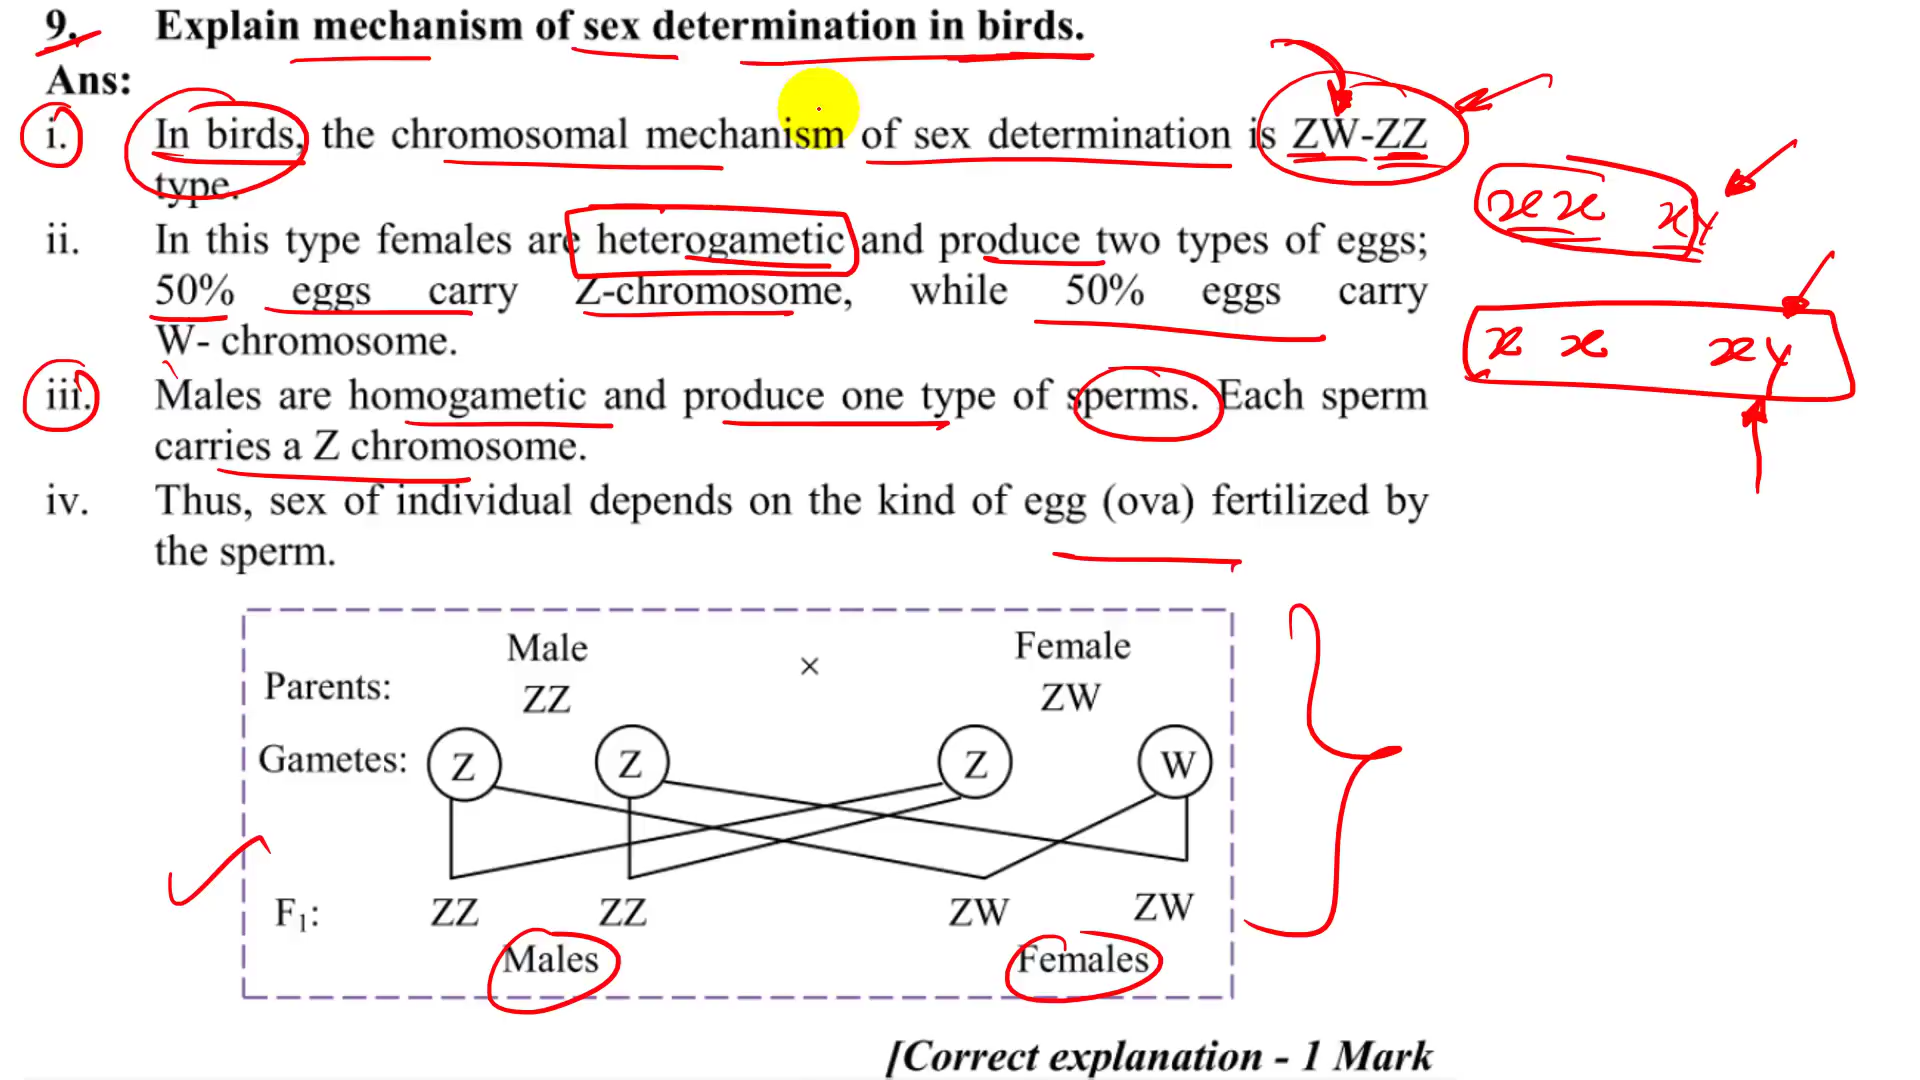 9. Explain mechanism of sex determination in birds.
Ans:
i. In birds, the chromosomal mechanism of sex determination is ZW-ZZ
type.
ii. In this type females are heterogametic and produce two types of eggs;
50% eggs carry Z-chromosome, while 50% eggs carry
W- chromosome.
iii. Males are homogametic and produce one type of sperms. Each sperm
carries a Z chromosome.
iv. Thus, sex of individual depends on the kind of egg (ova) fertilized by
the sperm.
xx xy
x x xy
Male × Female
Parents: ZZ ZW
Gametes: Z Z Z W
F1: ZZ ZZ ZW ZW
Males Females
[Correct explanation - 1 Mark